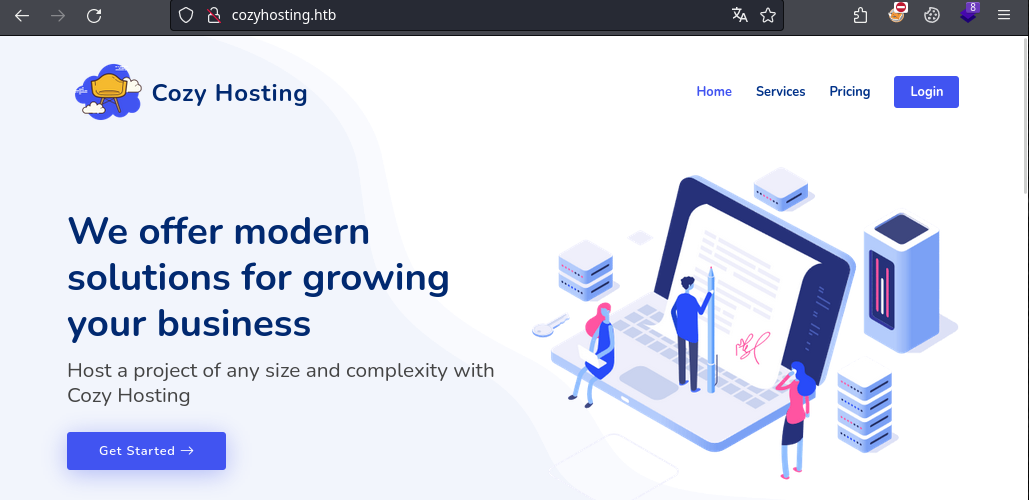 cozyhosting.htb
8
Cozy Hosting
Home
Services
Pricing
Login
We offer modern
solutions for growing
your business
Host a project of any size and complexity with
Cozy Hosting
Get Started →